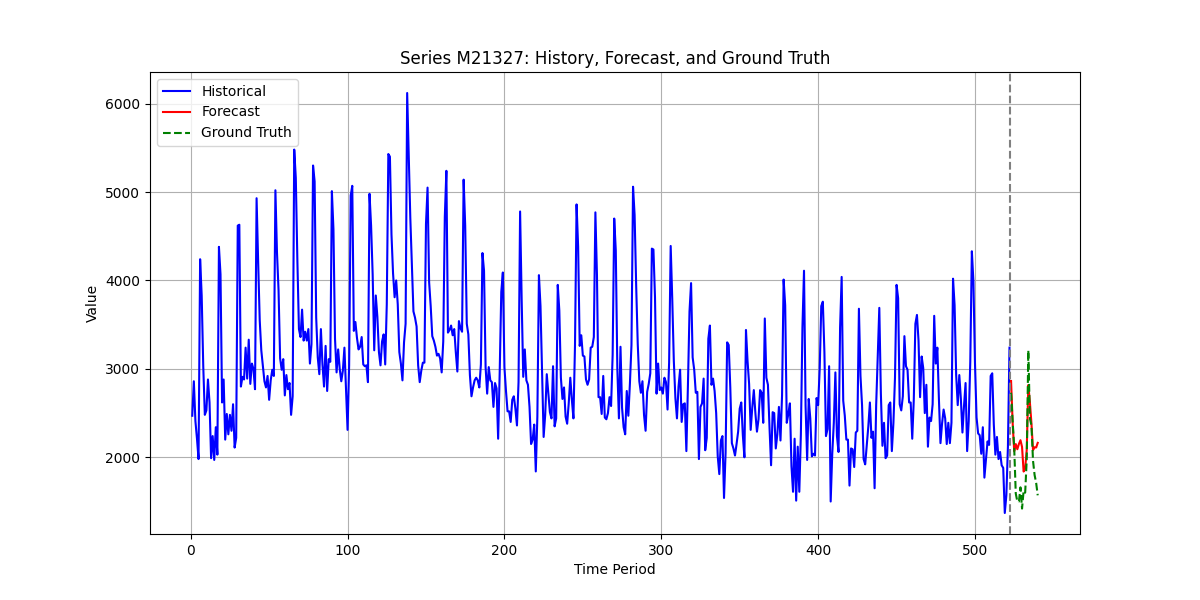 Series M21327: History, Forecast, and Ground Truth
Historical
Forecast
Ground Truth
Value
6000
5000
4000
3000
2000
0 100 200 300 400 500
Time Period